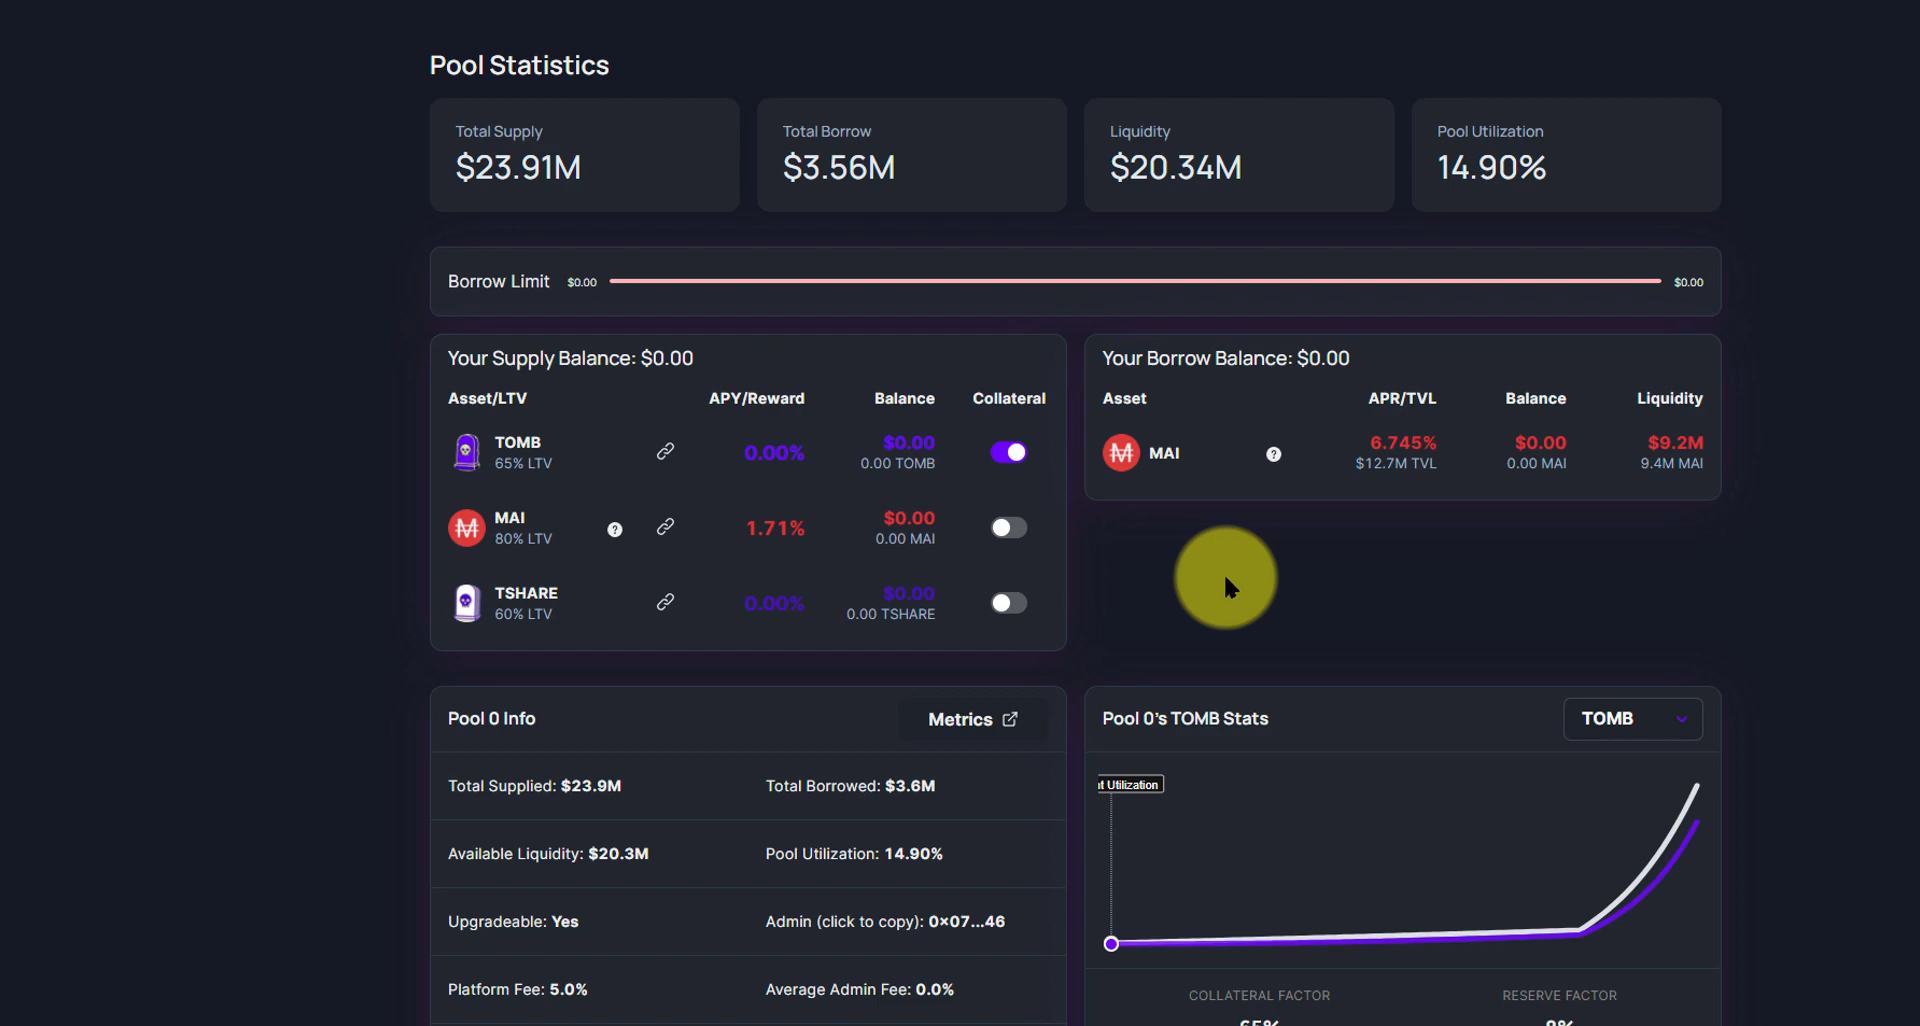 Pool Statistics
Total Supply
$23.91M
Total Borrow
$3.56M
Liquidity
$20.34M
Pool Utilization
14.90%
Borrow Limit $0.00 $0.00
Your Supply Balance: $0.00
Asset/LTV APY/Reward Balance Collateral
TOMB
65% LTV
0.00%
$0.00
0.00 TOMB
MAI
80% LTV
?
1.71%
$0.00
0.00 MAI
TSHARE
60% LTV
0.00%
$0.00
0.00 TSHARE
Your Borrow Balance: $0.00
Asset APR/TVL Balance Liquidity
MAI
?
6.745%
$12.7M TVL
$0.00
0.00 MAI
$9.2M
9.4M MAI
Pool 0 Info
Metrics
Total Supplied: $23.9M
Total Borrowed: $3.6M
Available Liquidity: $20.3M
Pool Utilization: 14.90%
Upgradeable: Yes
Admin (click to copy): 0x07...46
Platform Fee: 5.0%
Average Admin Fee: 0.0%
Pool 0's TOMB Stats
TOMB
Utilization
COLLATERAL FACTOR
65%
RESERVE FACTOR